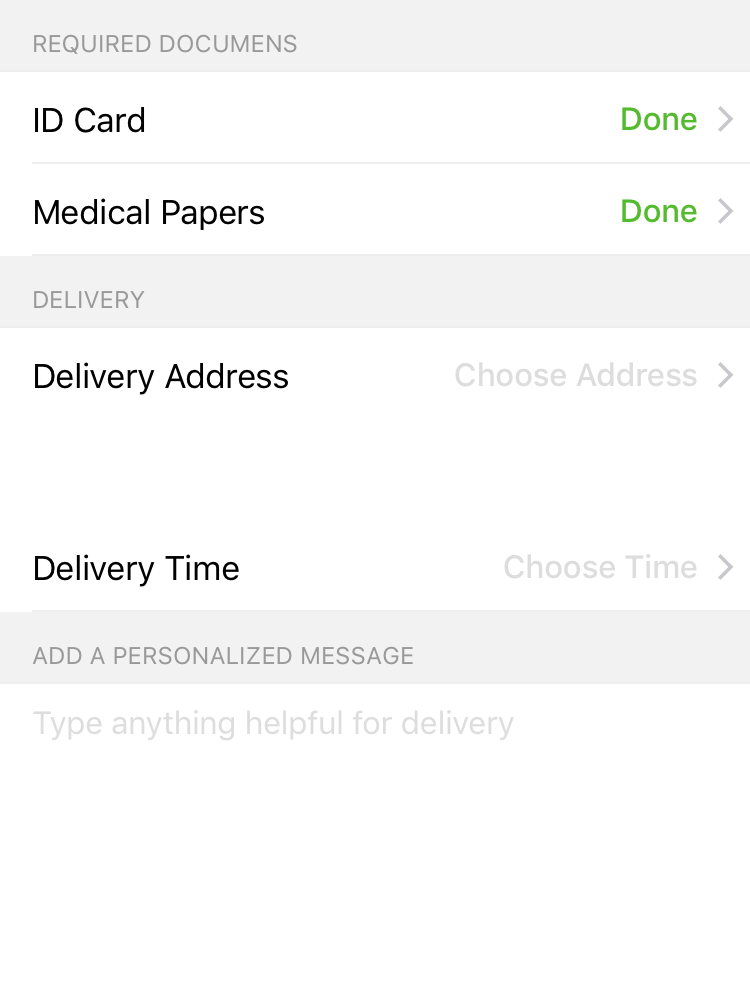 REQUIRED DOCUMENS
ID Card Done
Medical Papers Done
DELIVERY
Delivery Address Choose Address
Delivery Time Choose Time
ADD A PERSONALIZED MESSAGE
Type anything helpful for delivery